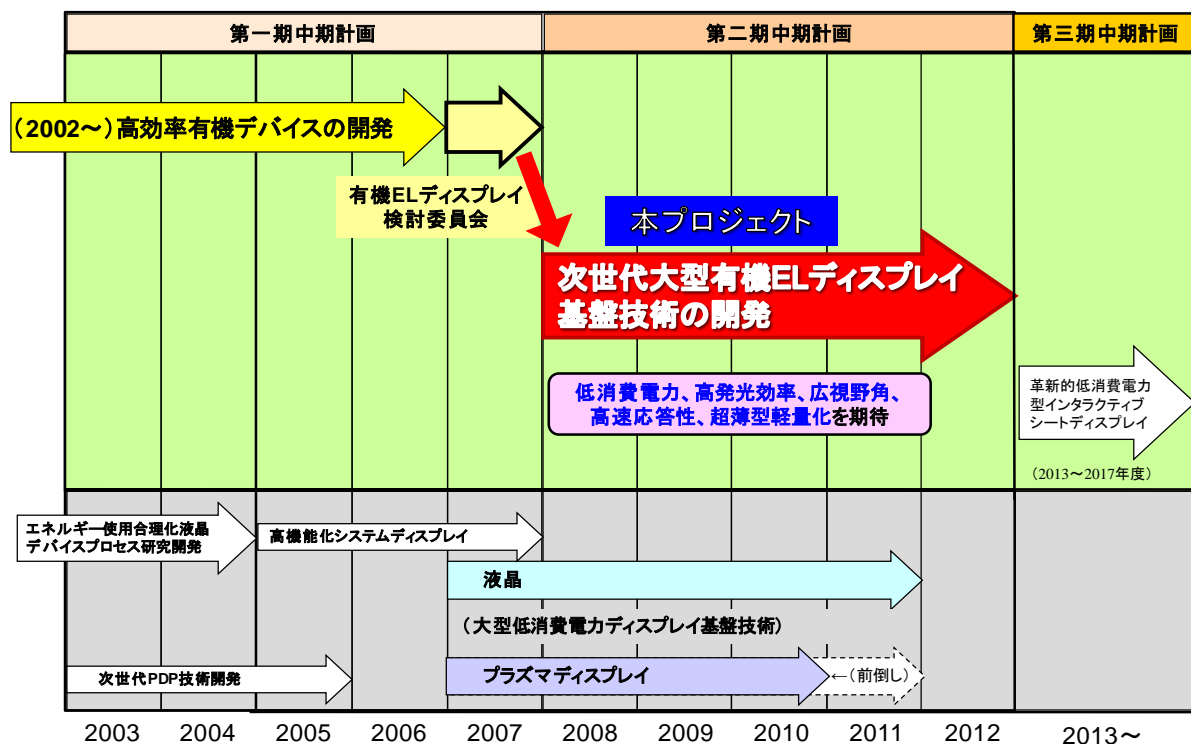 第一期中期計画
第二期中期計画
第三期中期計画
（2002～）高効率有機デバイスの開発
有機ELディスプレイ
検討委員会
本プロジェクト
次世代大型有機ELディスプレイ
基盤技術の開発
低消費電力、高発光効率、広視野角、
高速応答性、超薄型軽量化を期待
革新的低消費電力
型インタラクティブ
シートディスプレイ
（2013～2017年度）
エネルギー使用合理化液晶
デバイスプロセス研究開発
高機能化システムディスプレイ
液晶
（大型低消費電力ディスプレイ基盤技術）
次世代PDP技術開発
プラズマディスプレイ
←（前倒し）
2003
2004
2005
2006
2007
2008
2009
2010
2011
2012
2013～